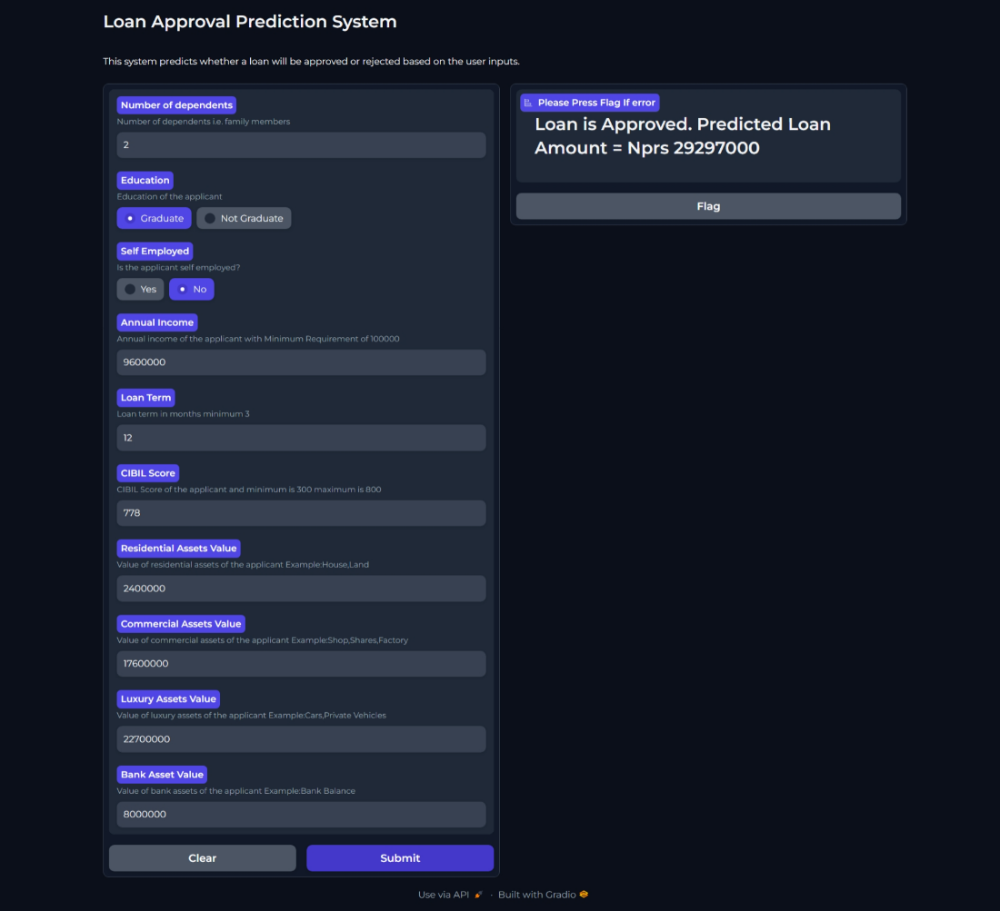 Loan Approval Prediction System
This system predicts whether a loan will be approved or rejected based on the user inputs.
Number of dependents
Number of dependents i.e. family members
2
Education
Education of the applicant
Graduate Not Graduate
Self Employed
Is the applicant self employed?
Yes No
Annual Income
Annual income of the applicant with Minimum Requirement of 100000
9600000
Loan Term
Loan term in months minimum 3
12
CIBIL Score
CIBIL Score of the applicant and minimum is 300 maximum is 800
778
Residential Assets Value
Value of residential assets of the applicant Example:House,Land
2400000
Commercial Assets Value
Value of commercial assets of the applicant Example:Shop,Shares,Factory
17600000
Luxury Assets Value
Value of luxury assets of the applicant Example:Cars,Private Vehicles
22700000
Bank Asset Value
Value of bank assets of the applicant Example:Bank Balance
8000000
Clear Submit
Please Press Flag If error
Loan is Approved. Predicted Loan
Amount = Nprs 29297000
Flag
Use via API · Built with Gradio